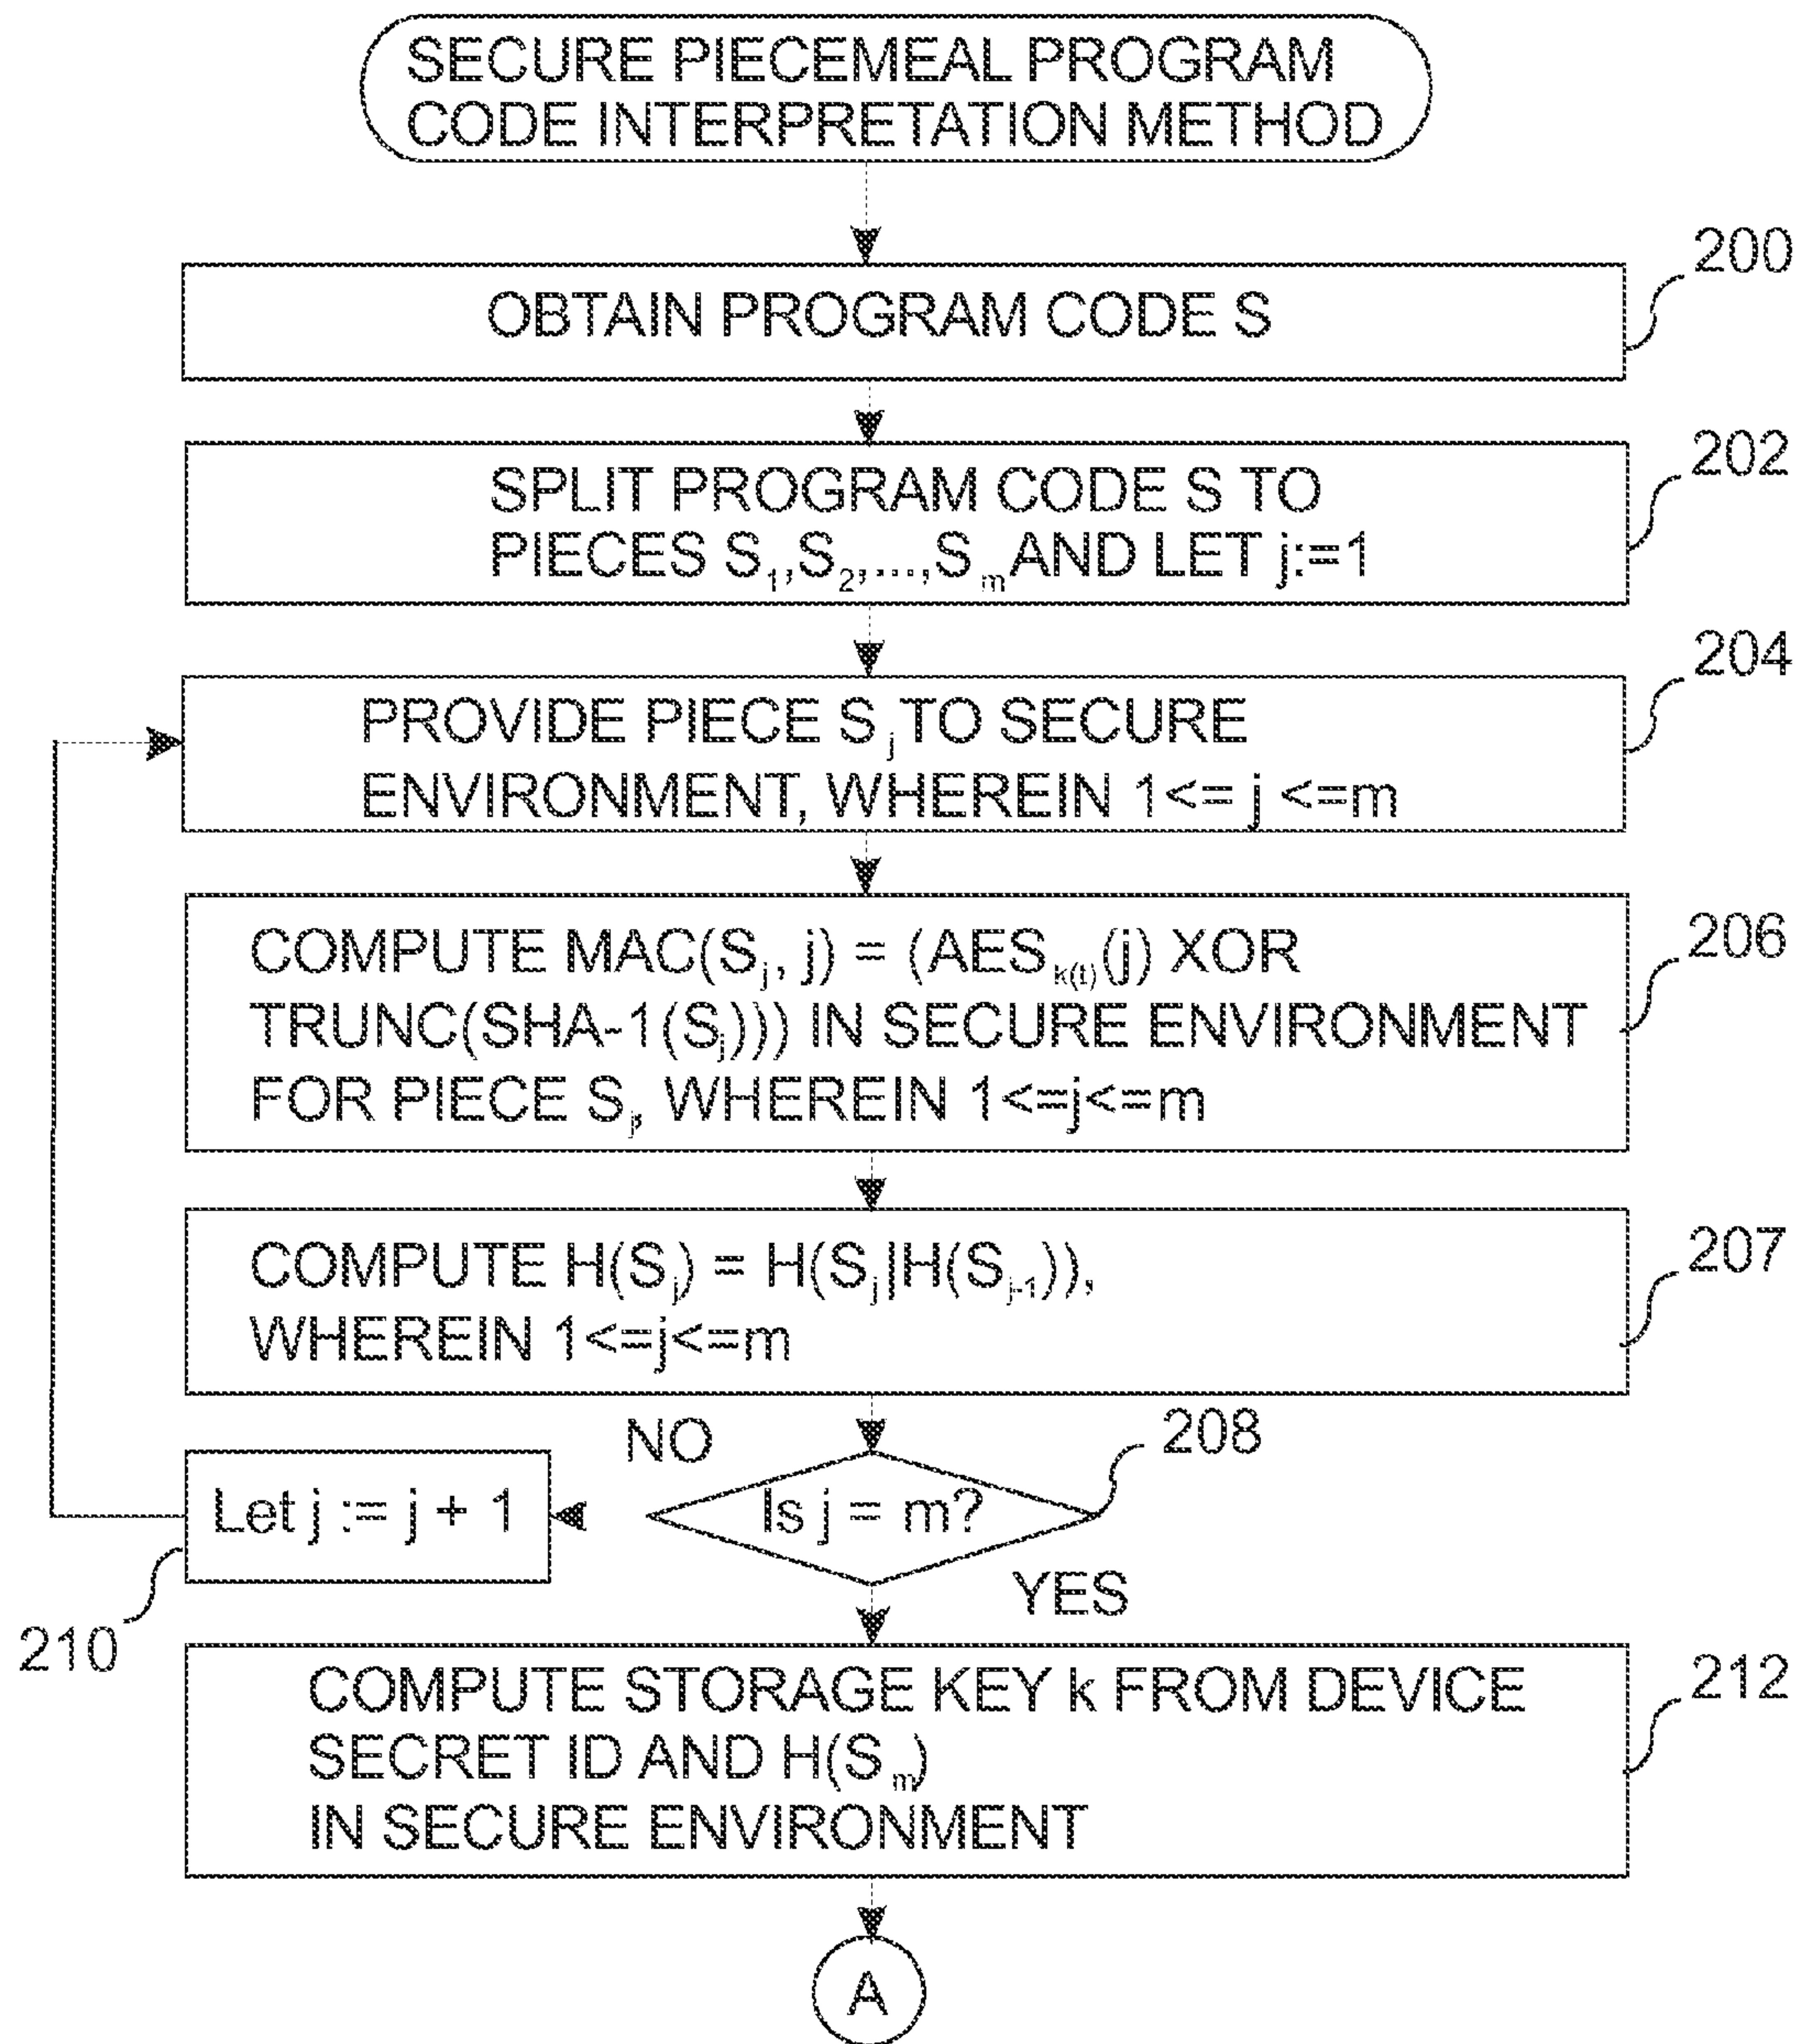 SECURE PIECEMEAL PROGRAM
CODE INTERPRETATION METHOD
200
OBTAIN PROGRAM CODE S
202
SPLIT PROGRAM CODE S TO
PIECES S₁,S₂,...,Sₘ AND LET j:=1
204
PROVIDE PIECE Sⱼ TO SECURE
ENVIRONMENT, WHEREIN 1<= j <=m
206
COMPUTE MAC(Sⱼ, j) = (AESₖ₍ₜ₎(j) XOR
TRUNC(SHA-1(Sⱼ))) IN SECURE ENVIRONMENT
FOR PIECE Sⱼ, WHEREIN 1<=j<=m
207
COMPUTE H(Sⱼ) = H(Sⱼ|H(Sⱼ₋₁)),
WHEREIN 1<=j<=m
NO
208
Let j := j + 1
Is j = m?
YES
210
212
COMPUTE STORAGE KEY k FROM DEVICE
SECRET ID AND H(Sₘ)
IN SECURE ENVIRONMENT
A